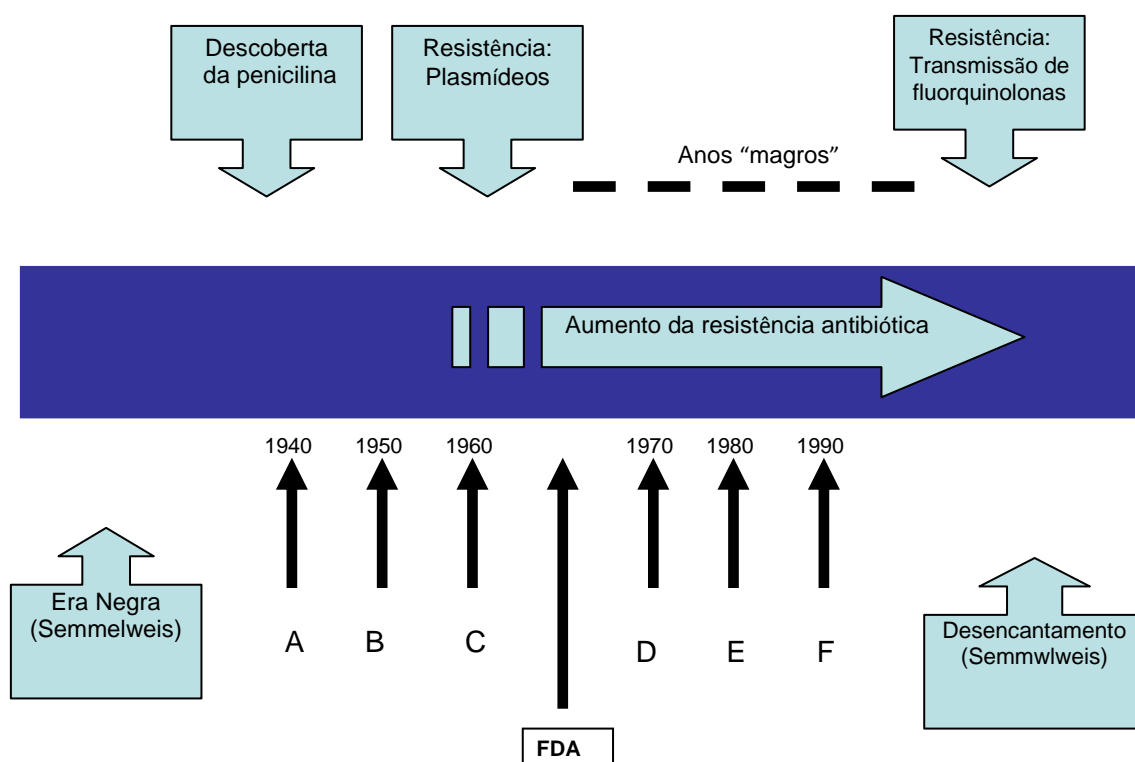 Descoberta
da penicilina
Resistência:
Plasmídeos
Resistência:
Transmissão de
fluorquinolonas
Anos “magros”
Aumento da resistência antibiótica
1940
1950
1960
1970
1980
1990
Era Negra
(Semmelweis)
A
B
C
D
E
F
Desencantamento
(Semmwlweis)
FDA